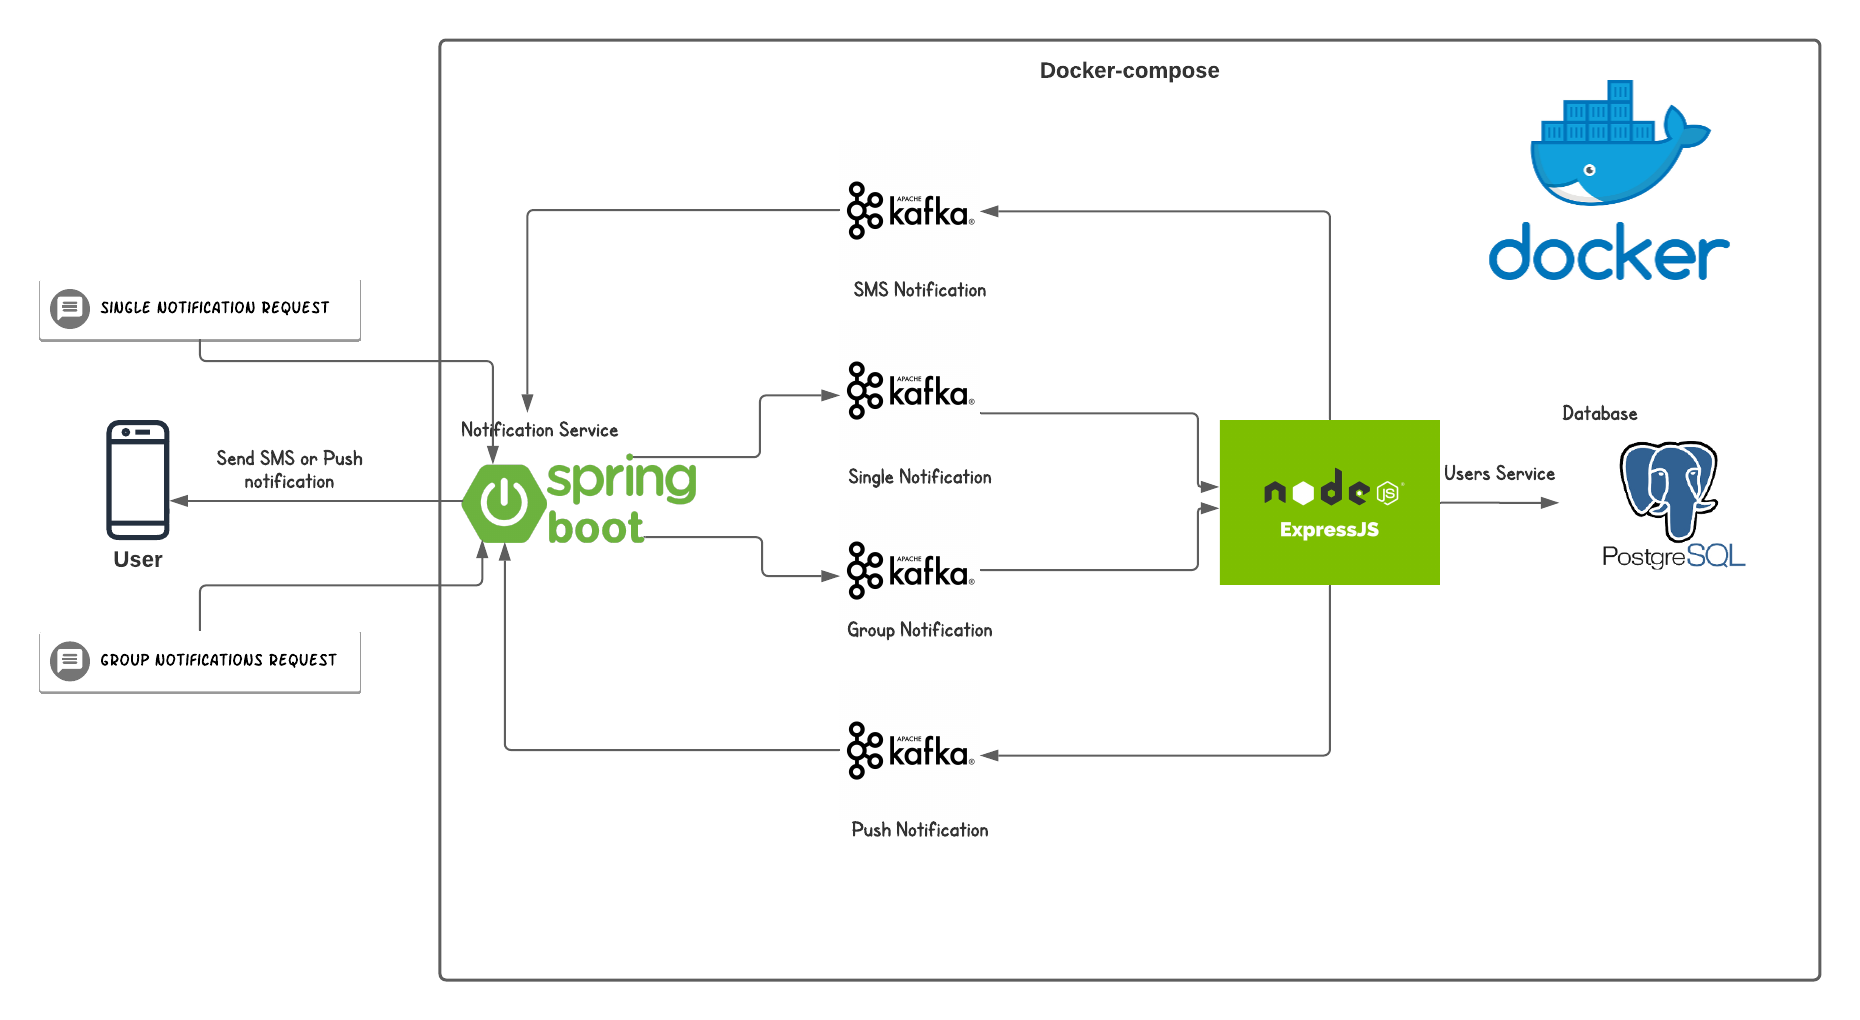 Docker-compose
docker
APACHE
kafka®
SMS Notification
SINGLE NOTIFICATION REQUEST
APACHE
kafka®
Single Notification
Notification Service
spring
boot
Send SMS or Push
notification
User
Database
Users Service
node
JS
ExpressJS
PostgreSQL
APACHE
kafka®
Group Notification
GROUP NOTIFICATIONS REQUEST
APACHE
kafka®
Push Notification